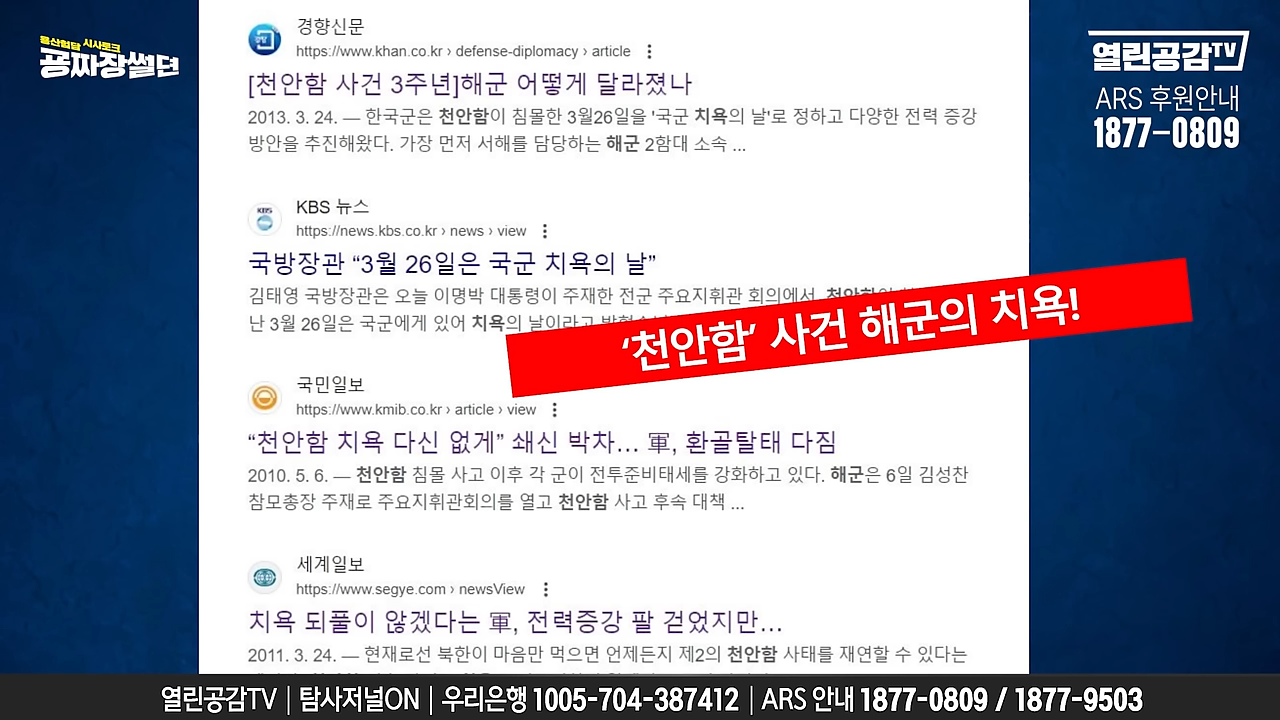 경향신문
https://www.khan.co.kr › defense-diplomacy › article
[천안함 사건 3주년]해군 어떻게 달라졌나
2013. 3. 24. — 한국군은 천안함이 침몰한 3월26일을 '국군 치욕의 날'로 정하고 다양한 전력 증강
방안을 추진해왔다. 가장 먼저 서해를 담당하는 해군 2함대 소속 ...
KBS
KBS 뉴스
https://news.kbs.co.kr › news › view
국방장관 “3월 26일은 국군 치욕의 날”
김태영 국방장관은 오늘 이명박 대통령이 주재한 전군 주요지휘관 회의에서, 천안함
난 3월 26일은 국군에게 있어 치욕의 날이라고
‘천안함’ 사건 해군의 치욕!
국민일보
https://www.kmib.co.kr › article › view
“천안함 치욕 다신 없게” 쇄신 박차... 軍, 환골탈태 다짐
2010. 5. 6. — 천안함 침몰 사고 이후 각 군이 전투준비태세를 강화하고 있다. 해군은 6일 김성찬
참모총장 주재로 주요지휘관회의를 열고 천안함 사고 후속 대책 ...
세계일보
https://www.segye.com › newsView
치욕 되풀이 않겠다는 軍, 전력증강 팔 걷었지만...
2011. 3. 24. — 현재로선 북한이 마음만 먹으면 언제든지 제2의 천안함 사태를 재연할 수 있다는
시사토크
열린공감TV
ARS 후원안내
1877-0809
열린공감TV | 탐사저널ON | 우리은행 1005-704-387412 | ARS 안내 1877-0809 / 1877-9503